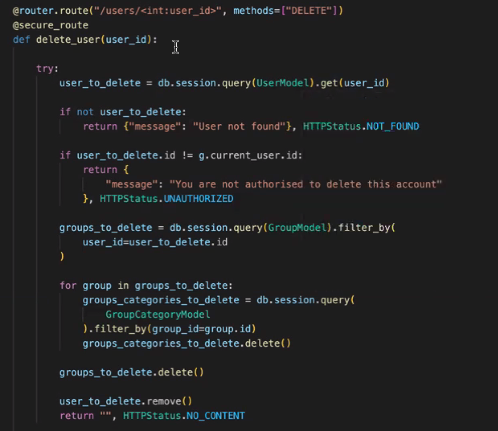 @router.route("/users/<int:user_id>", methods=["DELETE"])
@secure_route
def delete_user(user_id):
try:
user_to_delete = db.session.query(UserModel).get(user_id)
if not user_to_delete:
return {"message": "User not found"}, HTTPStatus.NOT_FOUND
if user_to_delete.id != g.current_user.id:
return {
"message": "You are not authorised to delete this account"
}, HTTPStatus.UNAUTHORIZED
groups_to_delete = db.session.query(GroupModel).filter_by(
user_id=user_to_delete.id
)
for group in groups_to_delete:
groups_categories_to_delete = db.session.query(
GroupCategoryModel
).filter_by(group_id=group.id)
groups_categories_to_delete.delete()
groups_to_delete.delete()
user_to_delete.remove()
return "", HTTPStatus.NO_CONTENT